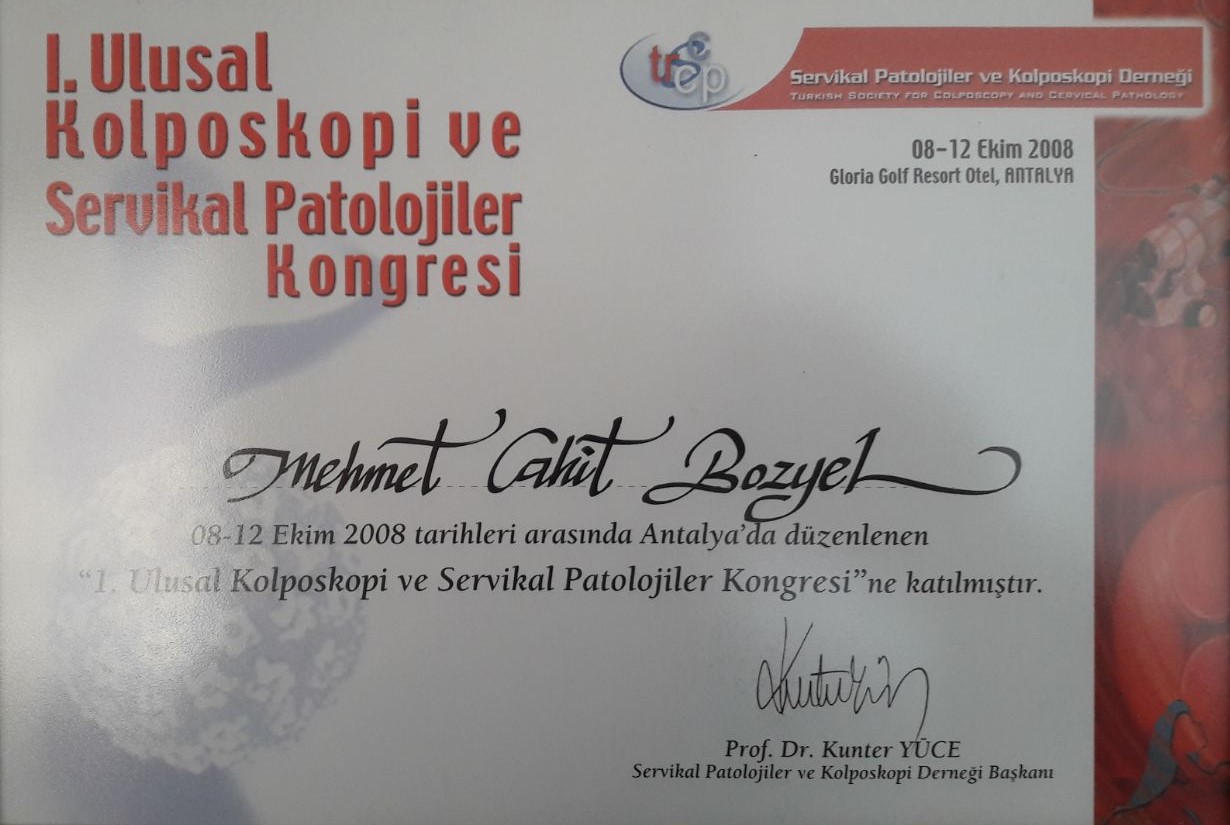 1. Ulusal
Kolposkopi ve
Servikal Patolojiler
Kongresi
trsccp
Servikal Patolojiler ve Kolposkopi Derneği
Turkish Society for Colposcopy and Cervical Pathology
08-12 Ekim 2008
Gloria Golf Resort Otel, ANTALYA
Mehmet Cahit Bozyel
08-12 Ekim 2008 tarihleri arasında Antalya'da düzenlenen
“1. Ulusal Kolposkopi ve Servikal Patolojiler Kongresi”ne katılmıştır.
Prof. Dr. Kunter YÜCE
Servikal Patolojiler ve Kolposkopi Derneği Başkanı